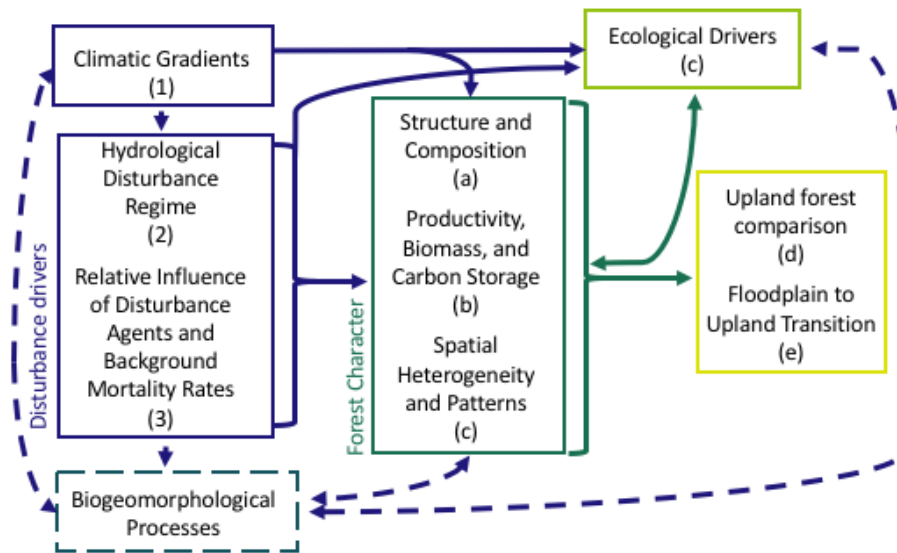 Climatic Gradients
(1)
Ecological Drivers
(c)
Disturbance drivers
Hydrological
Disturbance
Regime
(2)
Relative Influence
of Disturbance
Agents and
Background
Mortality Rates
(3)
Forest Character
Structure and
Composition
(a)
Productivity,
Biomass, and
Carbon Storage
(b)
Spatial
Heterogeneity
and Patterns
(c)
Upland forest
comparison
(d)
Floodplain to
Upland Transition
(e)
Biogeomorphological
Processes